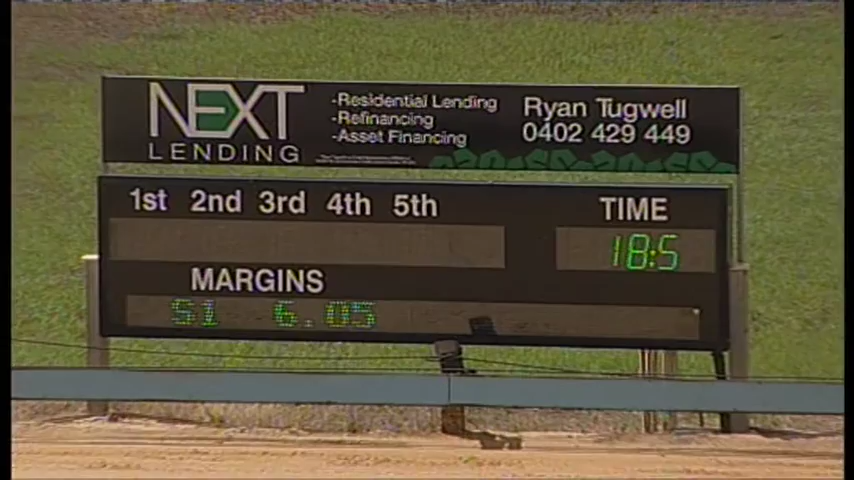 NEXT
LENDING
-Residential Lending
-Refinancing
-Asset Financing
Ryan Tugwell
0402 429 449
1st 2nd 3rd 4th 5th
TIME
18:5
MARGINS
S1 6.05